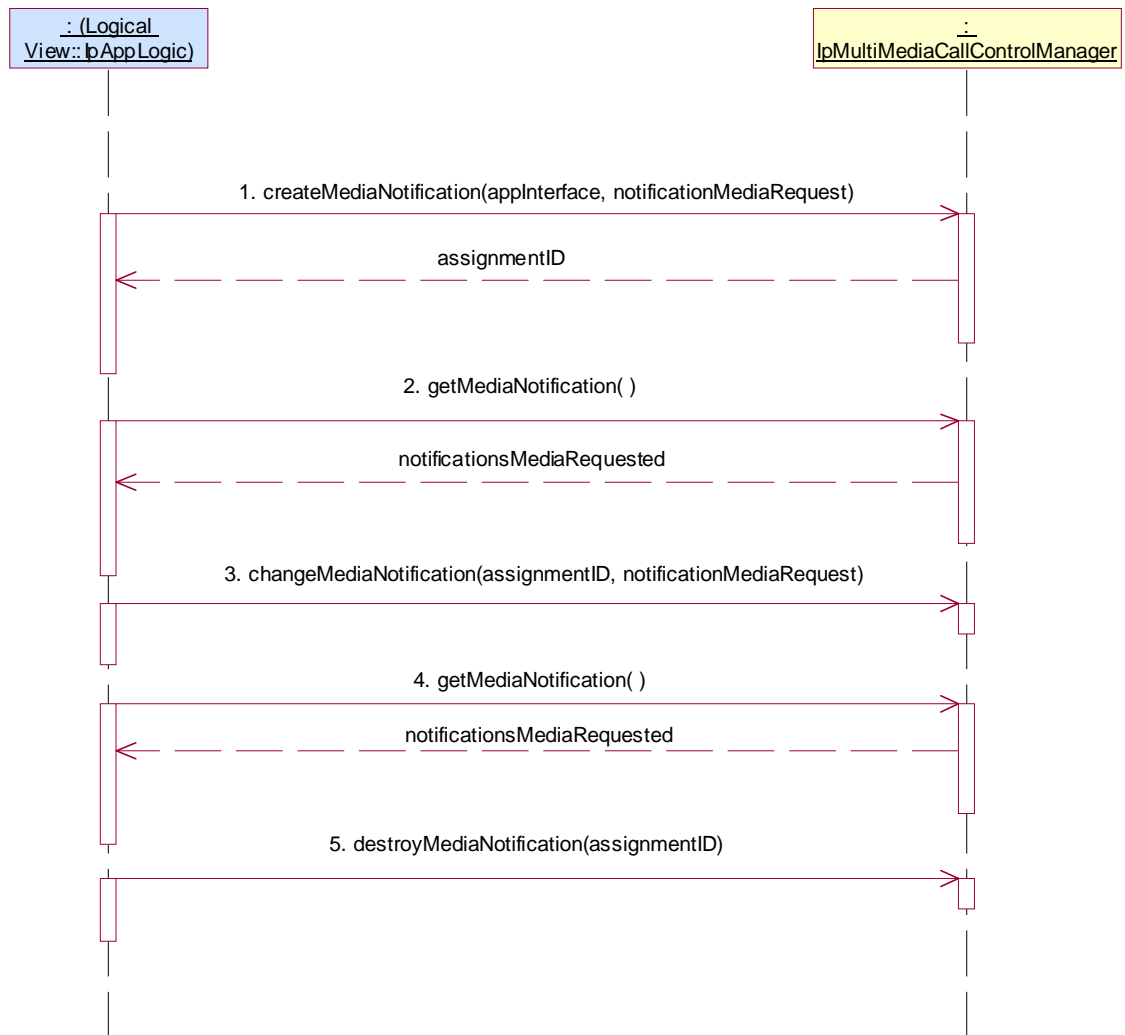 : (Logical
View::IpAppLogic)
:
IpMultiMediaCallControlManager
1. createMediaNotification(appInterface, notificationMediaRequest)
assignmentID
2. getMediaNotification( )
notificationsMediaRequested
3. changeMediaNotification(assignmentID, notificationMediaRequest)
4. getMediaNotification( )
notificationsMediaRequested
5. destroyMediaNotification(assignmentID)